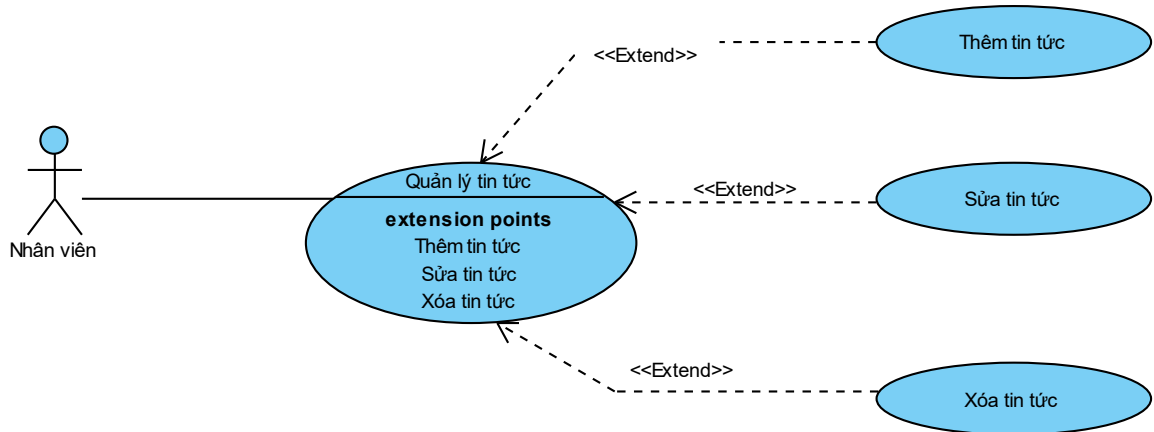 Thêm tin tức
<<Extend>>
Quản lý tin tức
<<Extend>>
Sửa tin tức
extension points
Thêm tin tức
Sửa tin tức
Xóa tin tức
Nhân viên
<<Extend>>
Xóa tin tức